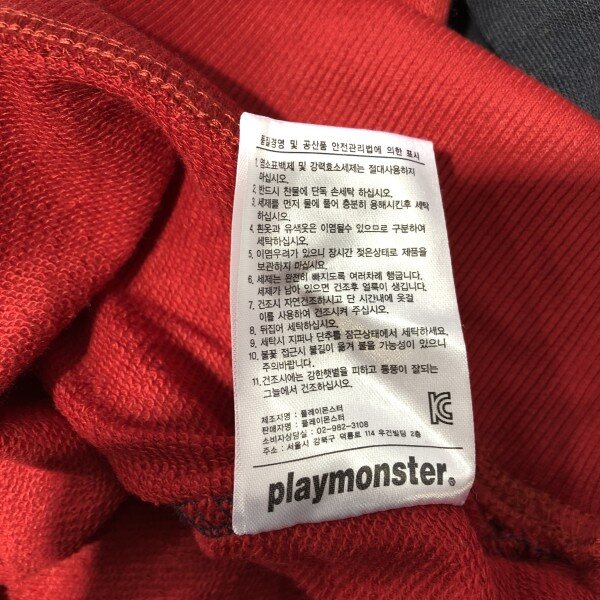 품질경영 및 공산품 안전관리법에 의한 표시
1. 염소표백제 및 강력효소세제는 절대사용하지
마십시오.
2. 반드시 찬물에 단독 손세탁 하십시오.
3. 세제를 먼저 물에 풀어 충분히 용해시킨후 세탁
하십시오.
4. 흰옷과 유색옷은 이염될수 있으므로 구분하여
세탁하십시오.
5. 이염우려가 있으니 장시간 젖은상태로 제품을
보관하지 마십시오.
6. 세제는 완전히 빠지도록 여러차례 헹굽니다.
세제가 남아 있으면 건조후 얼룩이 생깁니다.
7. 건조시 자연건조하시고 단 시간내에 옷걸
이를 사용하여 건조시켜 주십시오.
8. 뒤집어 세탁하십시오.
9. 세탁시 지퍼나 단추를 잠근상태에서 세탁하세요.
10. 불꽃 접근시 불길이 옮겨 붙을 가능성이 있으니
주의바랍니다.
11. 건조시에는 강한햇볕을 피하고 통풍이 잘되는
그늘에서 건조하십시오.
제조자명 : 플레이몬스터
판매자명 : 플레이몬스터
소비자상담실 : 02-982-3108
주소 : 서울시 강북구 덕릉로 114 우건빌딩 2층
KC
playmonster®